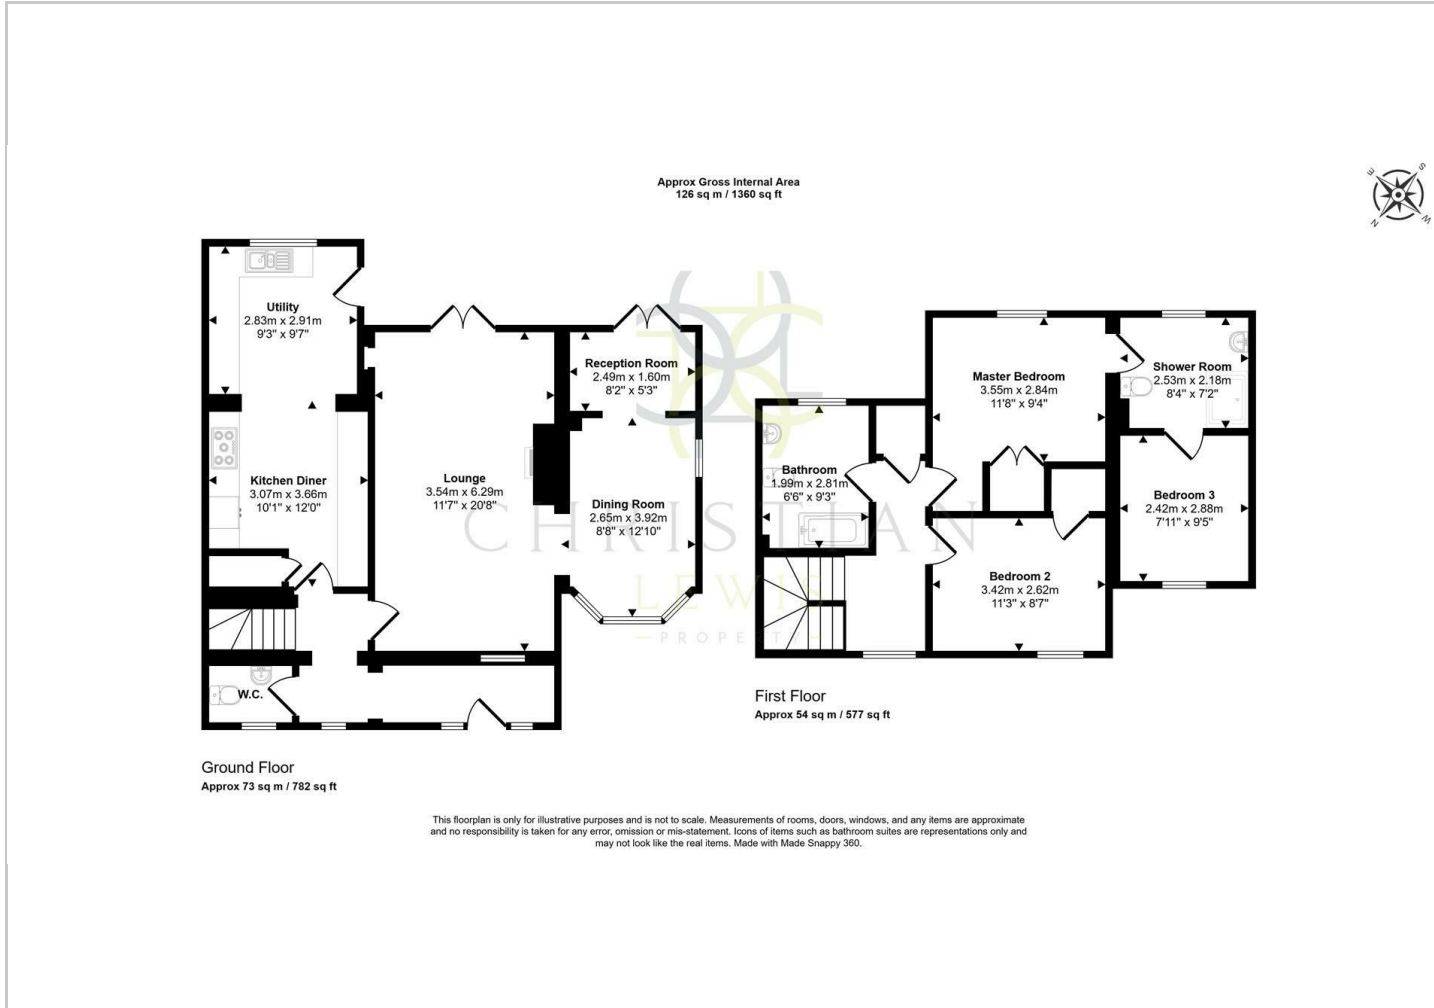 Approx Gross Internal Area
126 sq m / 1360 sq ft
S
E
W
N
Utility
2.83m x 2.91m
9'3" x 9'7"
Reception Room
2.49m x 1.60m
8'2" x 5'3"
Kitchen Diner
3.07m x 3.66m
10'1" x 12'0"
Lounge
3.54m x 6.29m
11'7" x 20'8"
Dining Room
2.65m x 3.92m
8'8" x 12'10"
W.C.
Ground Floor
Approx 73 sq m / 782 sq ft
Master Bedroom
3.55m x 2.84m
11'8" x 9'4"
Shower Room
2.53m x 2.18m
8'4" x 7'2"
Bathroom
1.99m x 2.81m
6'6" x 9'3"
Bedroom 3
2.42m x 2.88m
7'11" x 9'5"
Bedroom 2
3.42m x 2.62m
11'3" x 8'7"
First Floor
Approx 54 sq m / 577 sq ft
CHRISTIAN
LEWIS
PROPERTY
This floorplan is only for illustrative purposes and is not to scale. Measurements of rooms, doors, windows, and any items are approximate
and no responsibility is taken for any error, omission or mis-statement. Icons of items such as bathroom suites are representations only and
may not look like the real items. Made with Made Snappy 360.